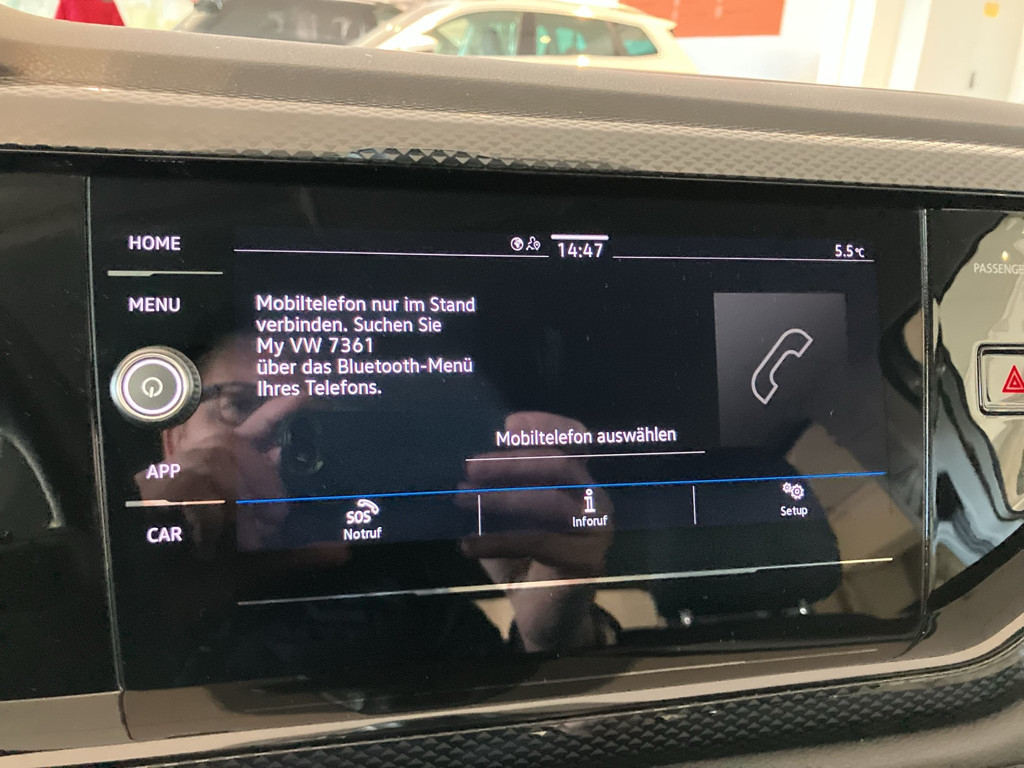 HOME
MENU
APP
CAR
14:47
5.5°C
Mobiltelefon nur im Stand
verbinden. Suchen Sie
My VW 7361
über das Bluetooth-Menü
Ihres Telefons.
Mobiltelefon auswählen
SOS
Notruf
i
Inforuf
Setup